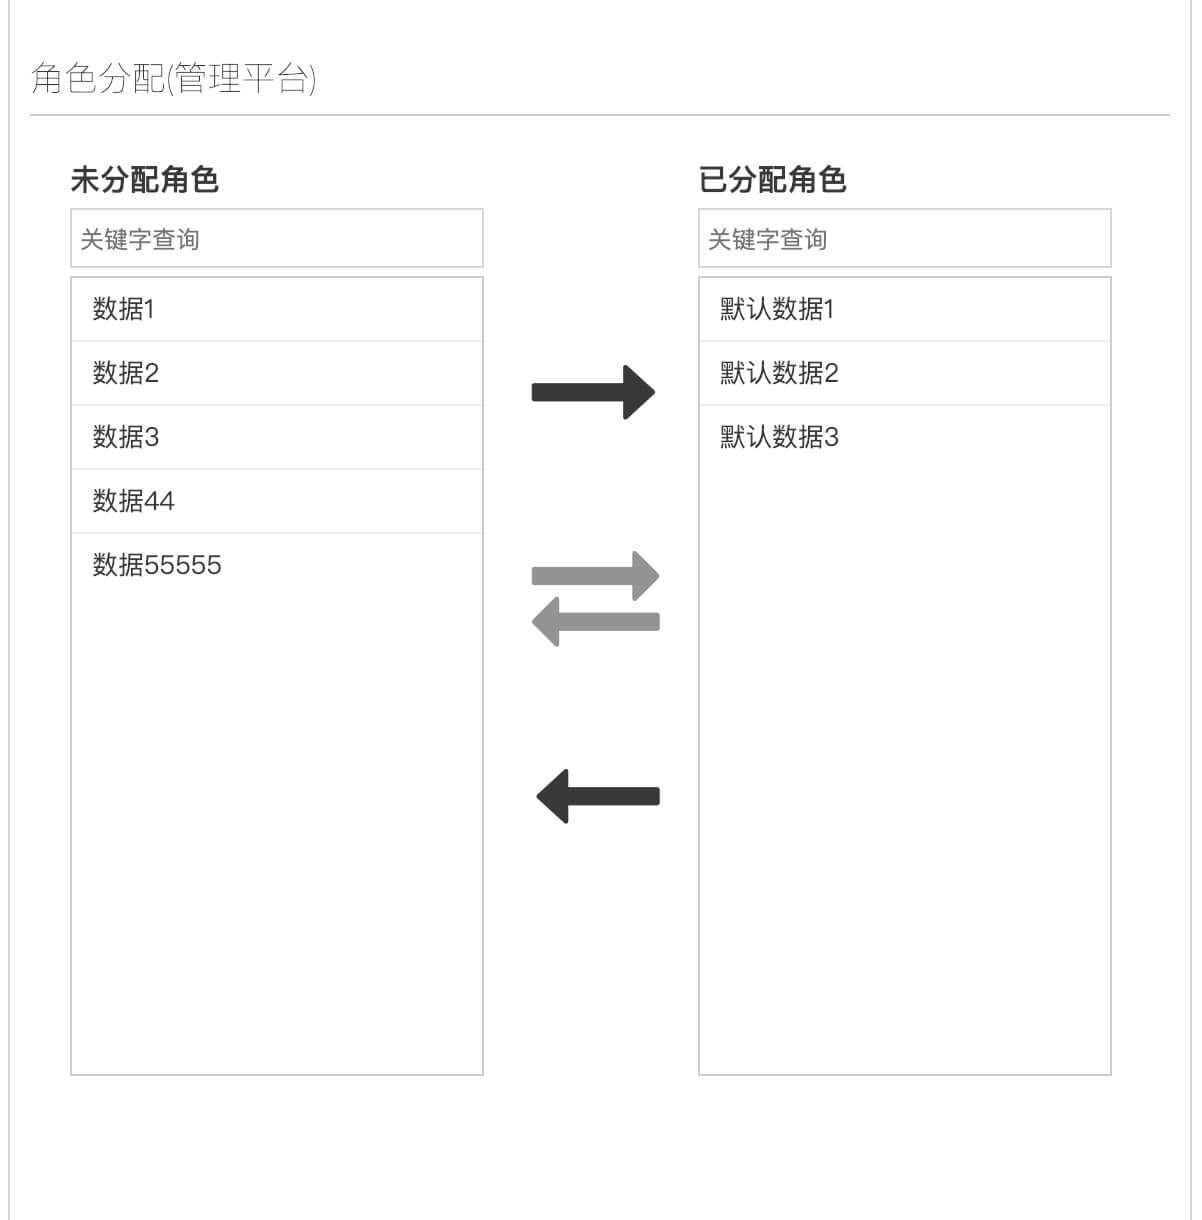 角色分配(管理平台)
未分配角色
关键字查询
数据1
数据2
数据3
数据44
数据55555
已分配角色
关键字查询
默认数据1
默认数据2
默认数据3